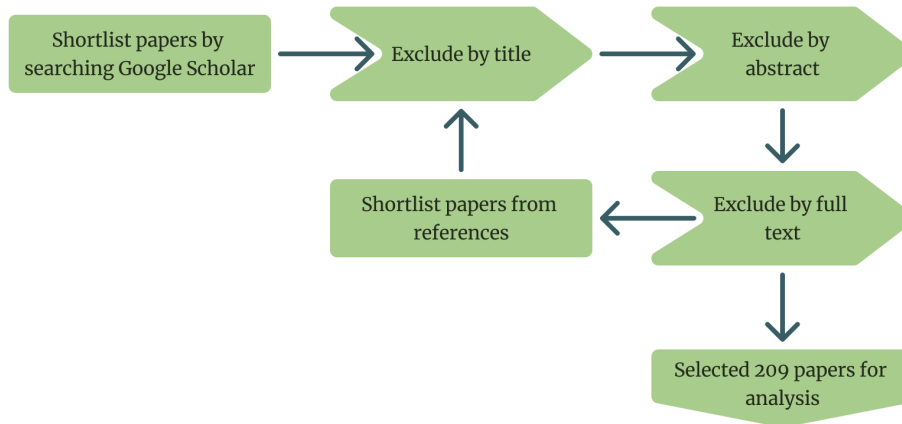 Shortlist papers by
searching Google Scholar
Exclude by title
Exclude by
abstract
Shortlist papers from
references
Exclude by full
text
Selected 209 papers for
analysis